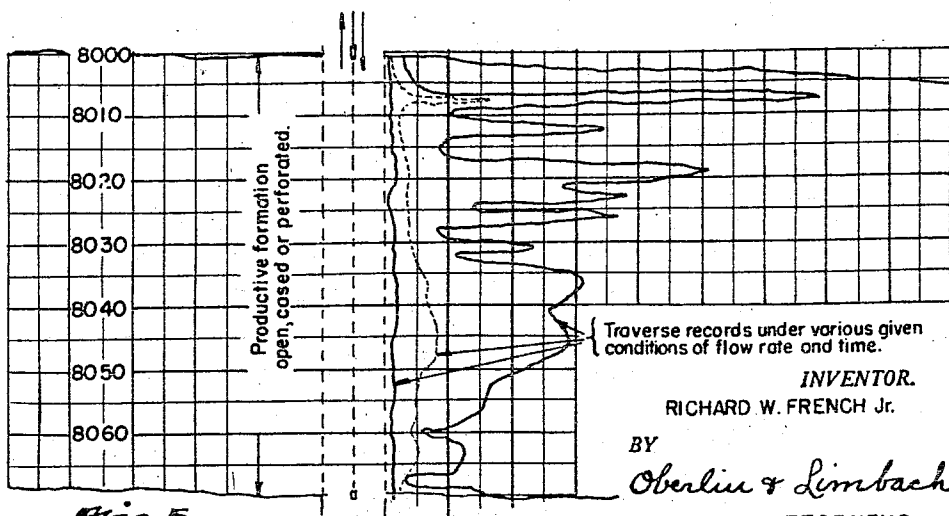 8000
8010
8020
8030
8040
8050
8060
Productive formation
open, cased or perforated.
Traverse records under various given
conditions of flow rate and time.
INVENTOR.
RICHARD W. FRENCH Jr.
BY
Oberlin & Limbach